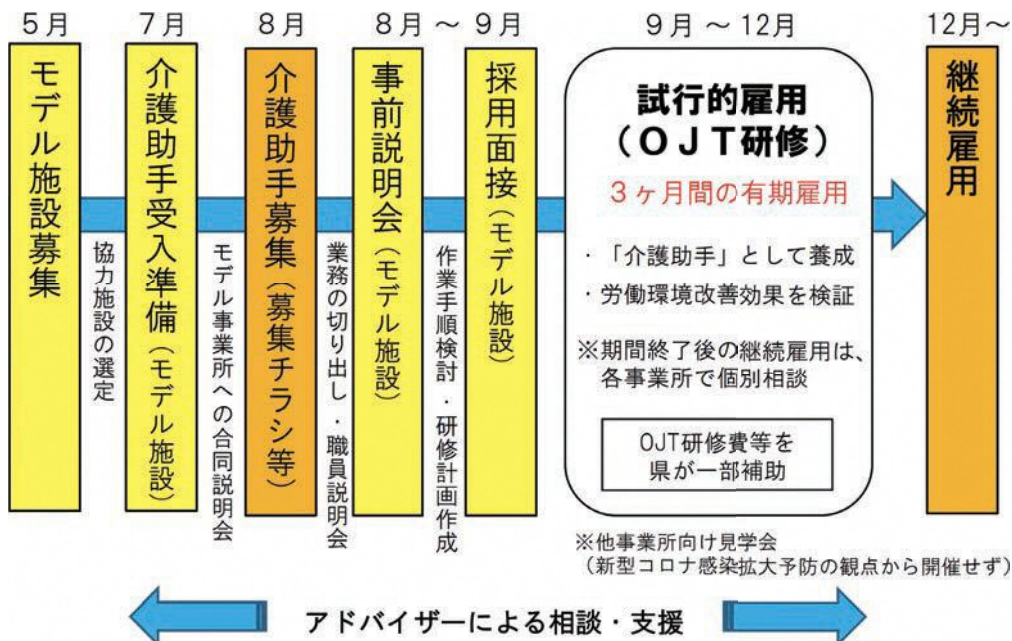 5月
7月
8月
8月 ～ 9月
9月～12月
12月～
モデル施設募集
協力施設の選定
介護助手受入準備（モデル施設）
モデル事業所への合同説明会
介護助手募集（募集チラシ等）
業務の切り出し・職員説明会
事前説明会（モデル施設）
作業手順検討・研修計画作成
採用面接（モデル施設）
試行的雇用
（ＯＪＴ研修）
３ヶ月間の有期雇用
・「介護助手」として養成
・労働環境改善効果を検証
※期間終了後の継続雇用は、
各事業所で個別相談
OJT研修費等を
県が一部補助
継続雇用
※他事業所向け見学会
（新型コロナ感染拡大予防の観点から開催せず）
アドバイザーによる相談・支援